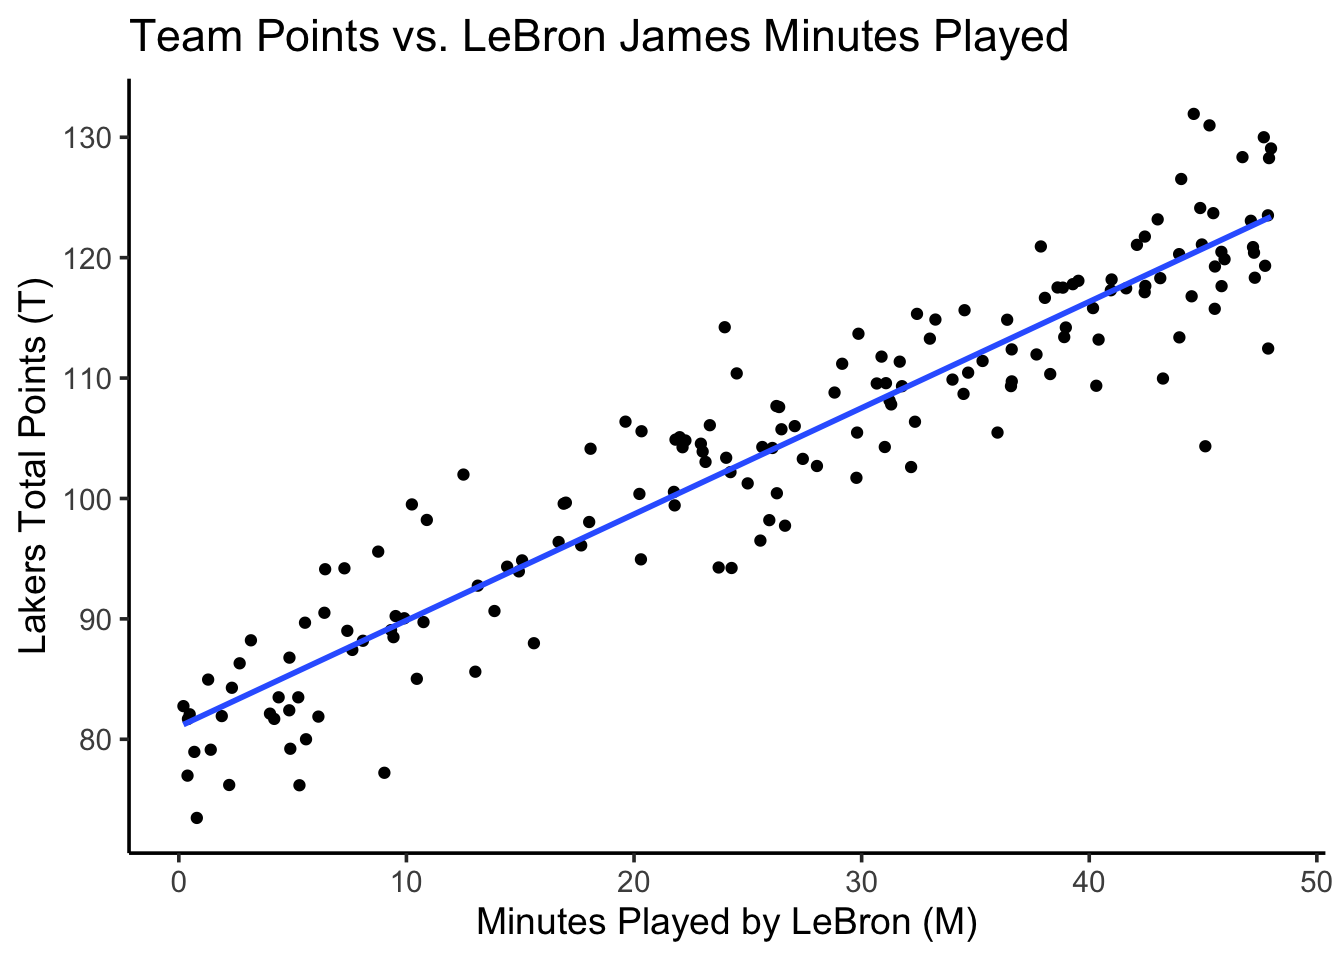 Team Points vs. LeBron James Minutes Played
Lakers Total Points (T)
130
120
110
100
90
80
0 10 20 30 40 50
Minutes Played by LeBron (M)